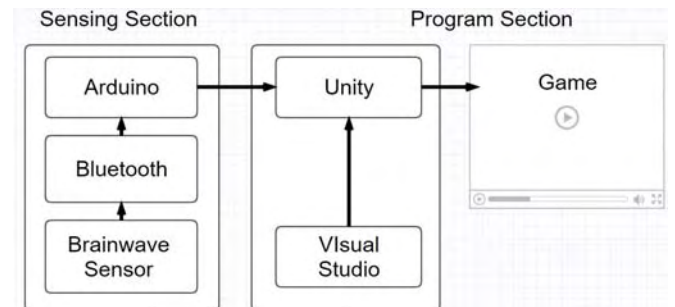 Sensing Section
Program Section
Arduino
Unity
Game
Bluetooth
Brainwave
Sensor
VIsual
Studio